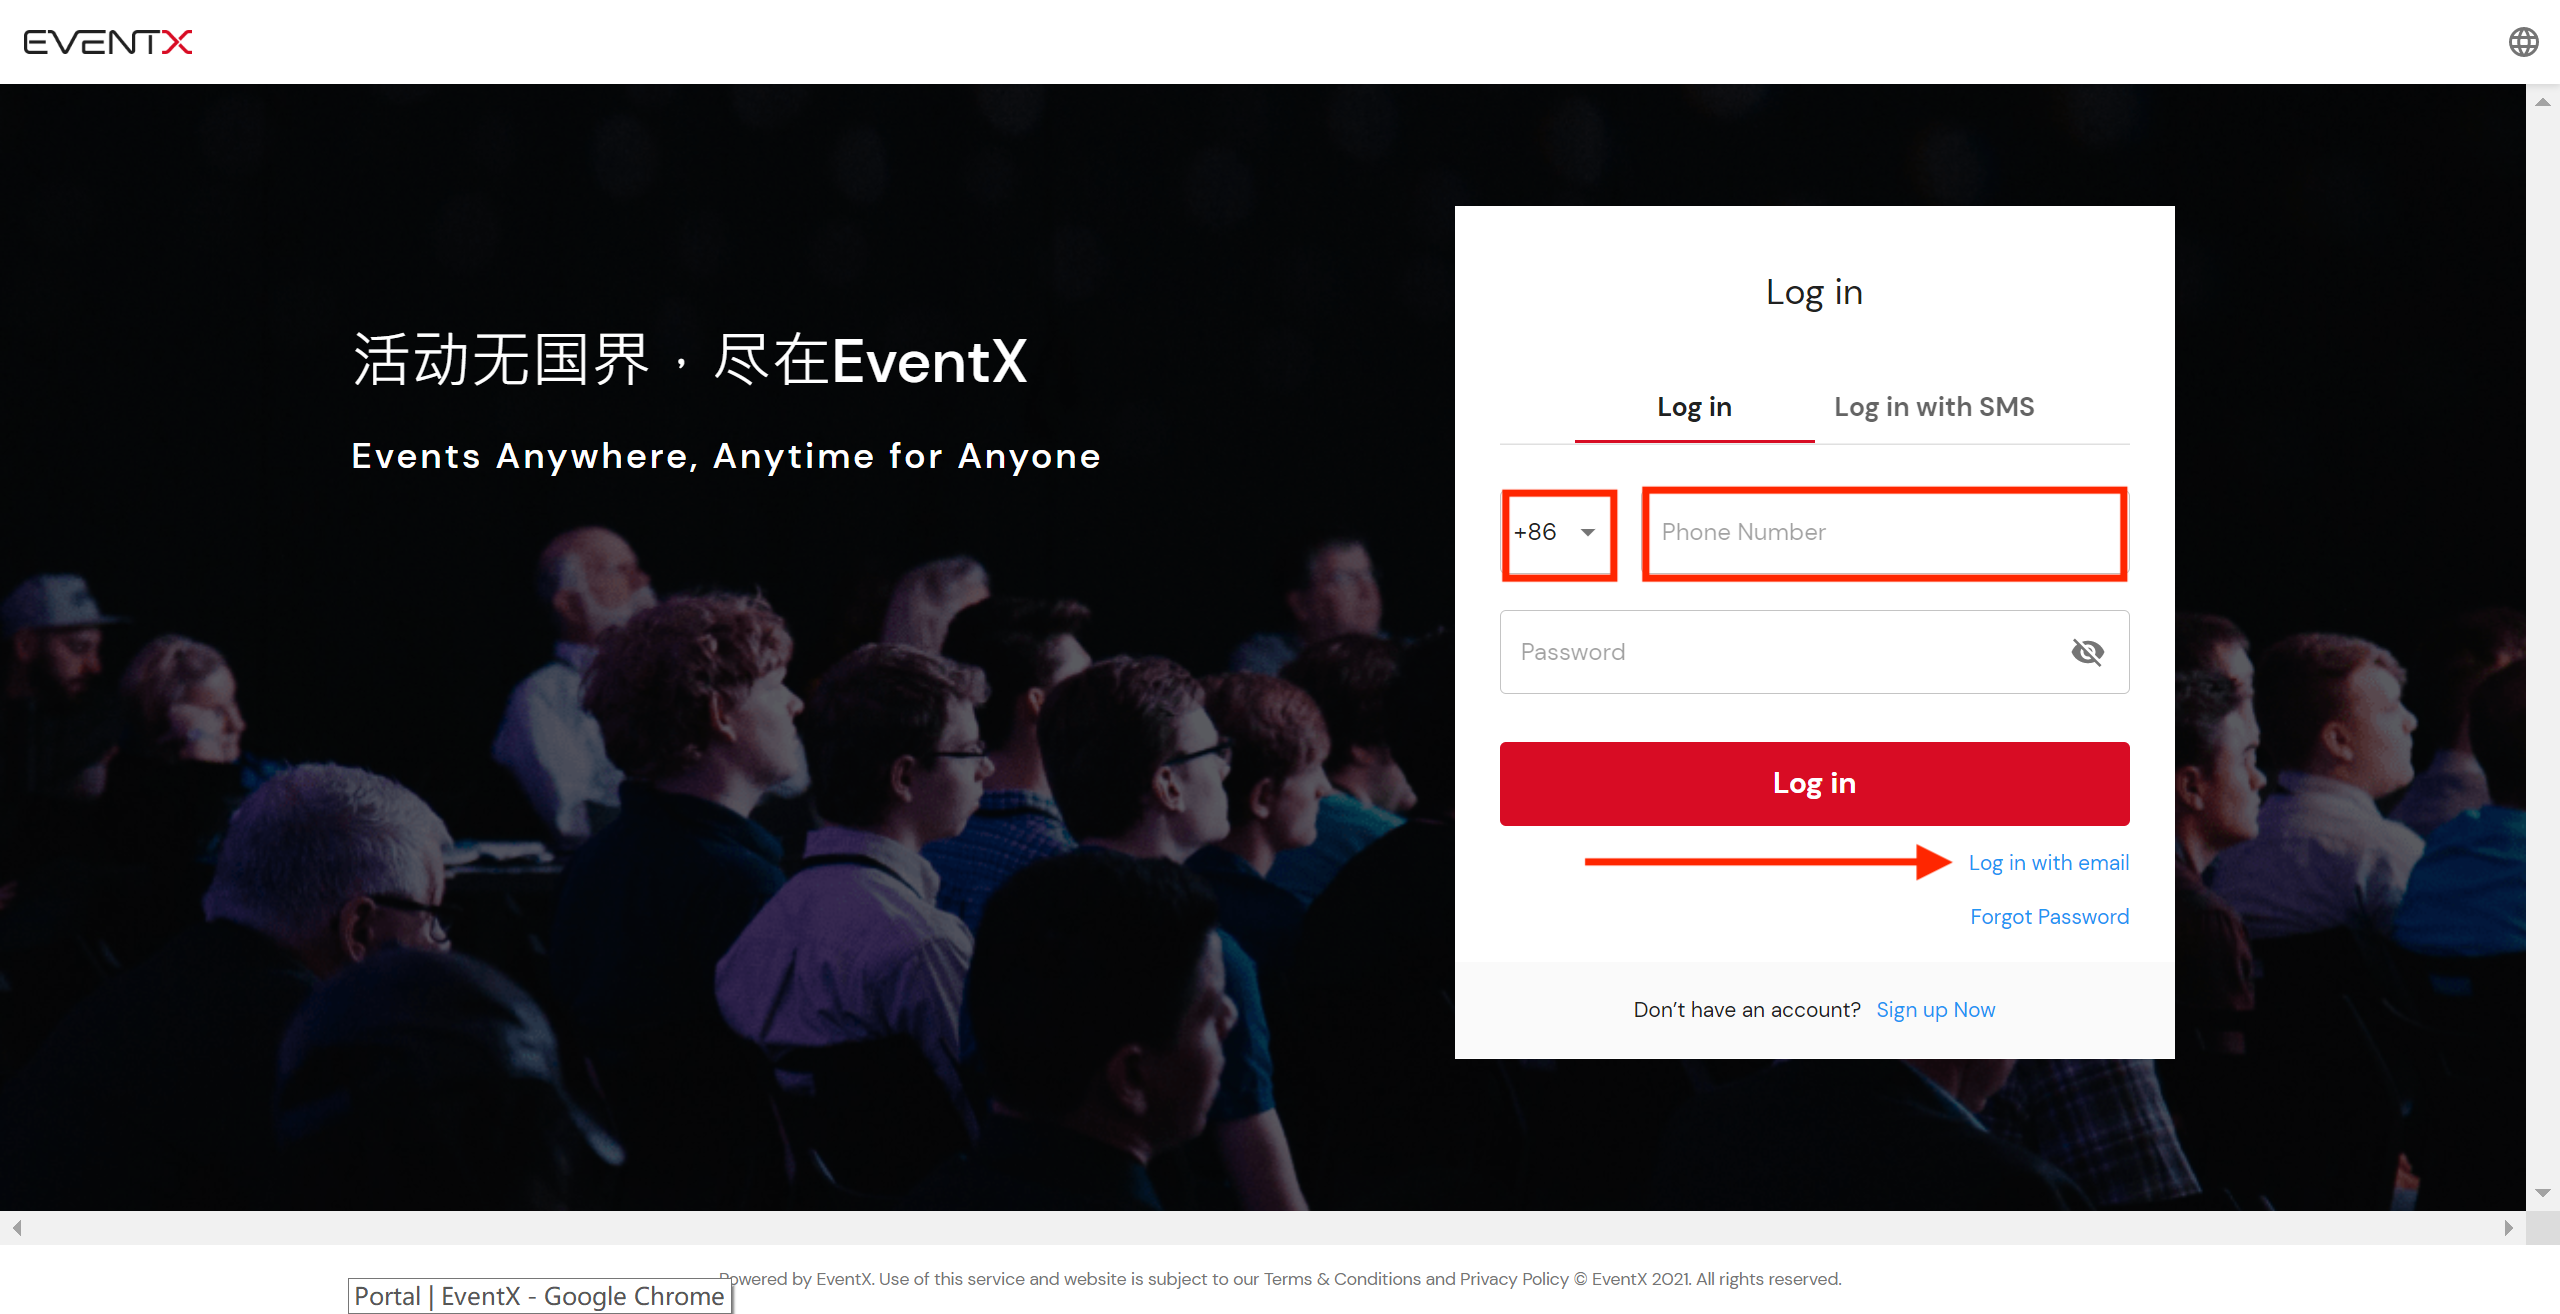 EVENTX
活动无国界，尽在EventX
Events Anywhere, Anytime for Anyone
Log in
Log in
Log in with SMS
+86
Phone Number
Password
Log in
Log in with email
Forgot Password
Don't have an account? Sign up Now
Powered by EventX. Use of this service and website is subject to our Terms & Conditions and Privacy Policy © EventX 2021. All rights reserved.
Portal | EventX - Google Chrome